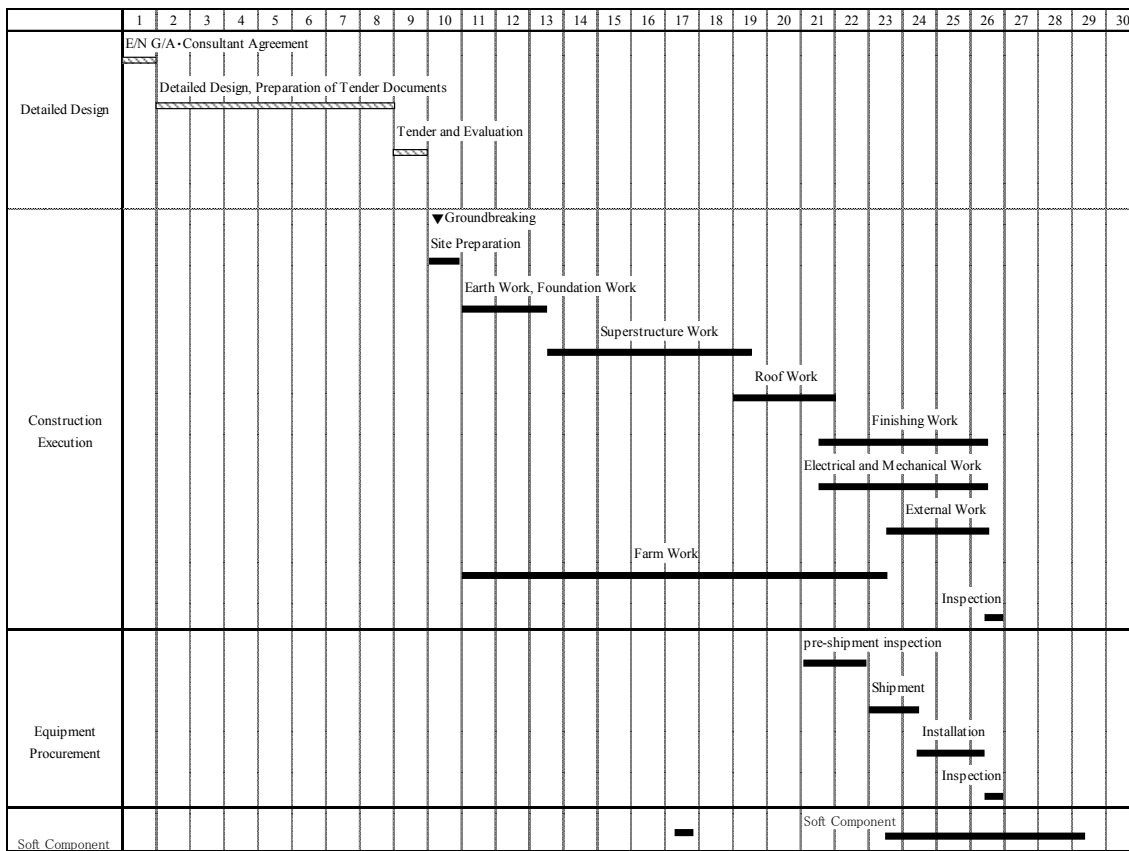 1 2 3 4 5 6 7 8 9 10 11 12 13 14 15 16 17 18 19 20 21 22 23 24 25 26 27 28 29 30
Detailed Design
E/N G/A・Consultant Agreement
Detailed Design, Preparation of Tender Documents
Tender and Evaluation
Construction
Execution
▼Groundbreaking
Site Preparation
Earth Work, Foundation Work
Superstructure Work
Roof Work
Finishing Work
Electrical and Mechanical Work
External Work
Farm Work
Inspection
Equipment
Procurement
pre-shipment inspection
Shipment
Installation
Inspection
Soft Component
Soft Component